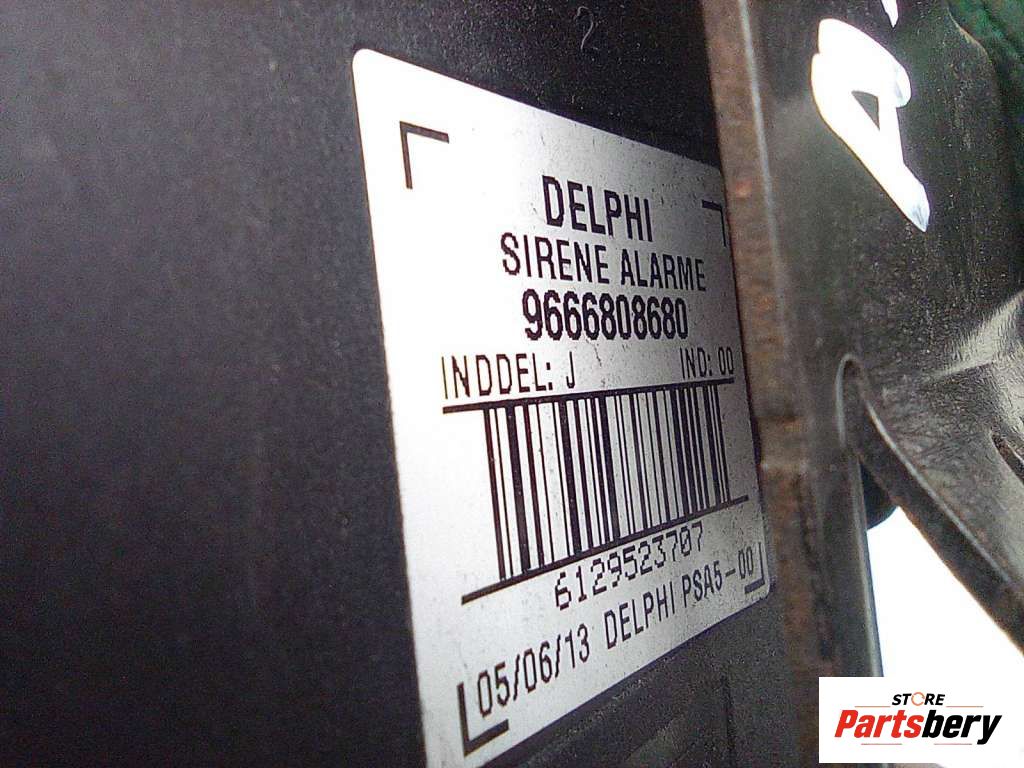 DELPHI
SIRENE ALARME
9666808680
INDDEL: J IND: 00
6129523707
05/06/13 DELPHI PSA5-00
STORE
Partsbery